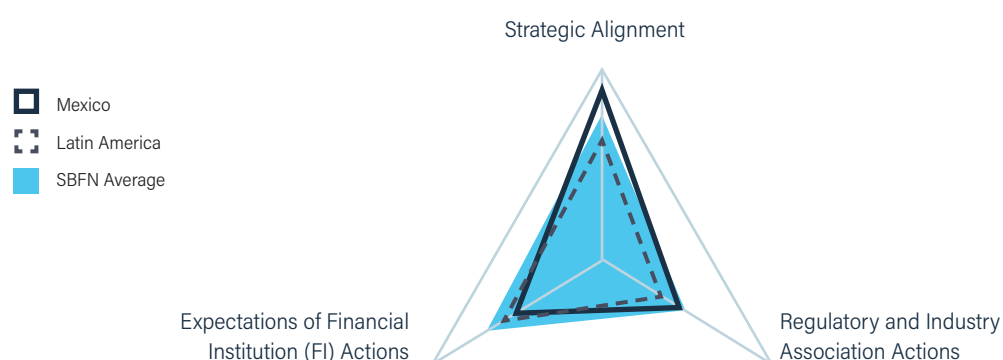 Strategic Alignment
Mexico
Latin America
SBFN Average
Expectations of Financial
Institution (FI) Actions
Regulatory and Industry
Association Actions